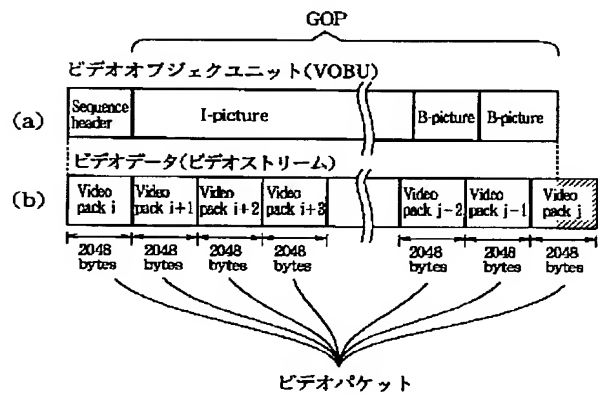 GOP
ビデオオブジェクユニット(VOBU)
(a)
Sequence header
I-picture
B-picture
B-picture
ビデオデータ(ビデオストリーム)
(b)
Video pack i
Video pack i+1
Video pack i+2
Video pack i+3
Video pack j-2
Video pack j-1
Video pack j
2048 bytes
2048 bytes
2048 bytes
2048 bytes
2048 bytes
2048 bytes
2048 bytes
ビデオパケット